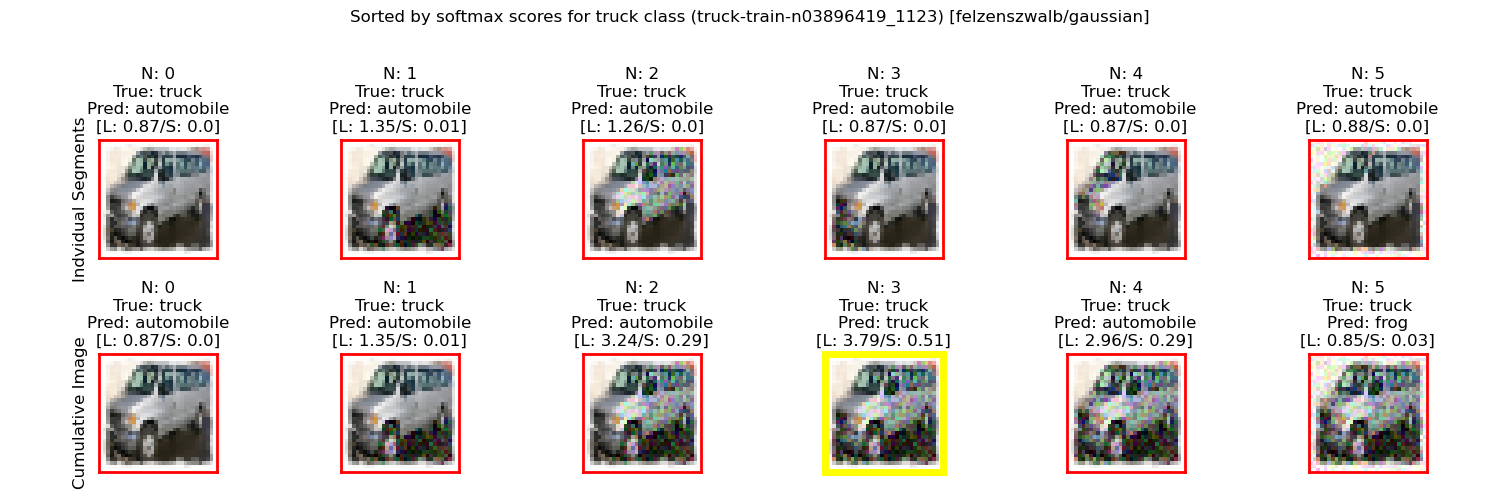 Sorted by softmax scores for truck class (truck-train-n03896419_1123) [felzenszwalb/gaussian]
Indvidual Segments
N: 0
True: truck
Pred: automobile
[L: 0.87/S: 0.0]
N: 1
True: truck
Pred: automobile
[L: 1.35/S: 0.01]
N: 2
True: truck
Pred: automobile
[L: 1.26/S: 0.0]
N: 3
True: truck
Pred: automobile
[L: 0.87/S: 0.0]
N: 4
True: truck
Pred: automobile
[L: 0.87/S: 0.0]
N: 5
True: truck
Pred: automobile
[L: 0.88/S: 0.0]
Cumulative Image
N: 0
True: truck
Pred: automobile
[L: 0.87/S: 0.0]
N: 1
True: truck
Pred: automobile
[L: 1.35/S: 0.01]
N: 2
True: truck
Pred: automobile
[L: 3.24/S: 0.29]
N: 3
True: truck
Pred: truck
[L: 3.79/S: 0.51]
N: 4
True: truck
Pred: automobile
[L: 2.96/S: 0.29]
N: 5
True: truck
Pred: frog
[L: 0.85/S: 0.03]